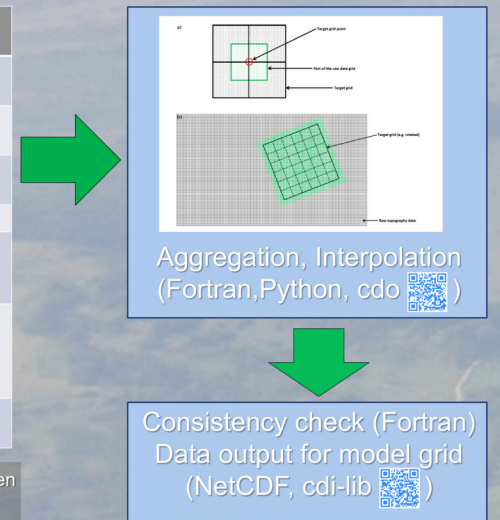 a)
Target grid point
Part of the raw data grid
Target grid
b)
Target grid (e.g. rotated)
Raw topography data
Aggregation, Interpolation
(Fortran,Python, cdo )
Consistency check (Fortran)
Data output for model grid
(NetCDF, cdi-lib )
en